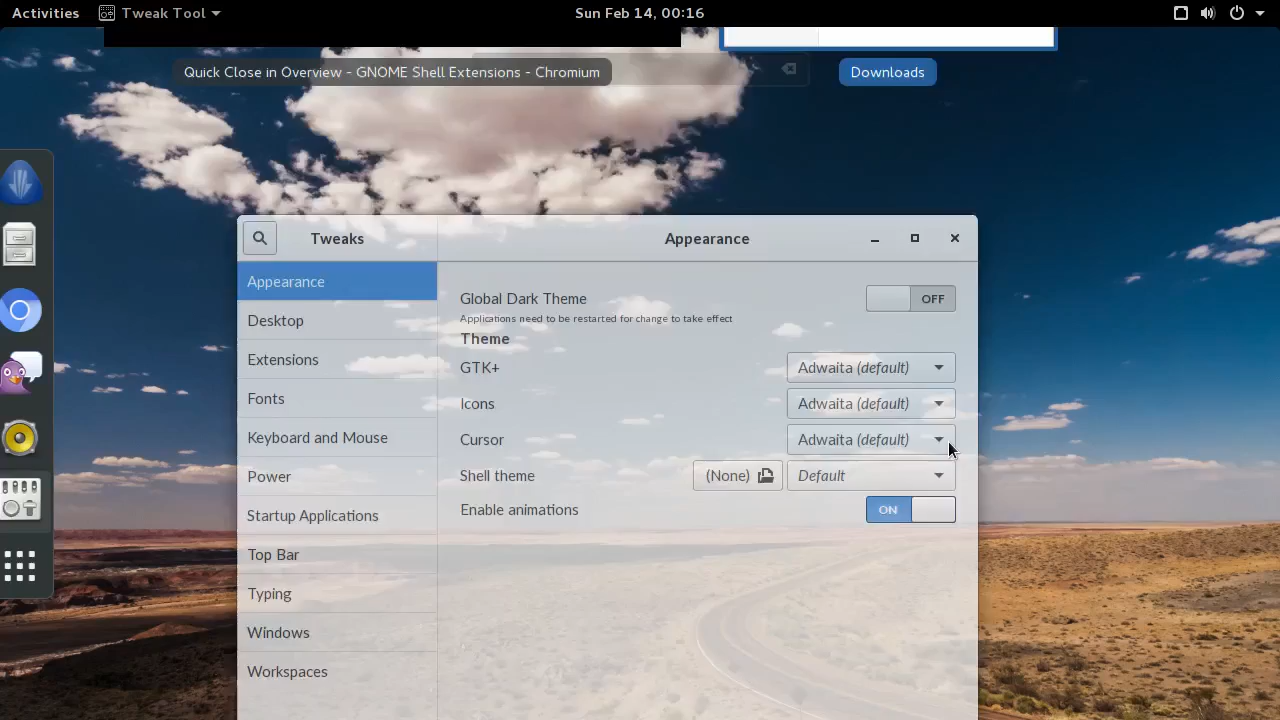 Activities
Tweak Tool
Sun Feb 14, 00:16
Quick Close in Overview - GNOME Shell Extensions - Chromium
Downloads
Tweaks
Appearance
Appearance
Desktop
Extensions
Fonts
Keyboard and Mouse
Power
Startup Applications
Top Bar
Typing
Windows
Workspaces
Global Dark Theme
OFF
Applications need to be restarted for change to take effect
Theme
GTK+
Adwaita (default)
Icons
Adwaita (default)
Cursor
Adwaita (default)
Shell theme
(None)
Default
Enable animations
ON